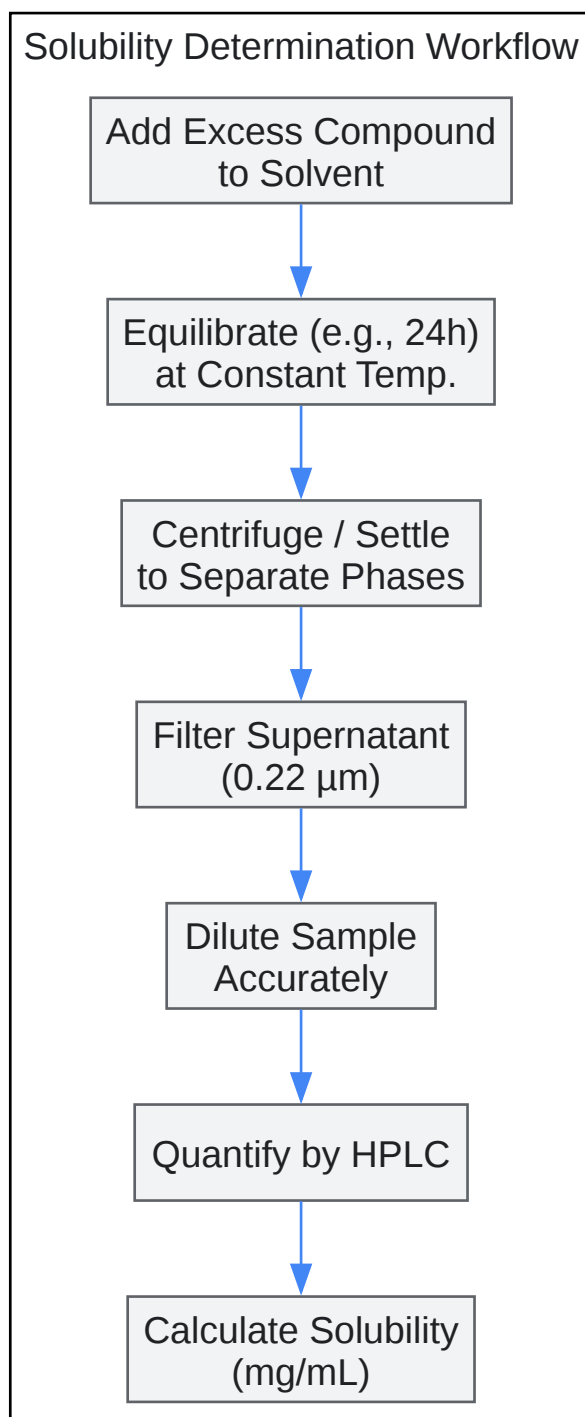 Solubility Determination Workflow
Add Excess Compound
to Solvent
Equilibrate (e.g., 24h)
at Constant Temp.
Centrifuge / Settle
to Separate Phases
Filter Supernatant
(0.22 µm)
Dilute Sample
Accurately
Quantify by HPLC
Calculate Solubility
(mg/mL)